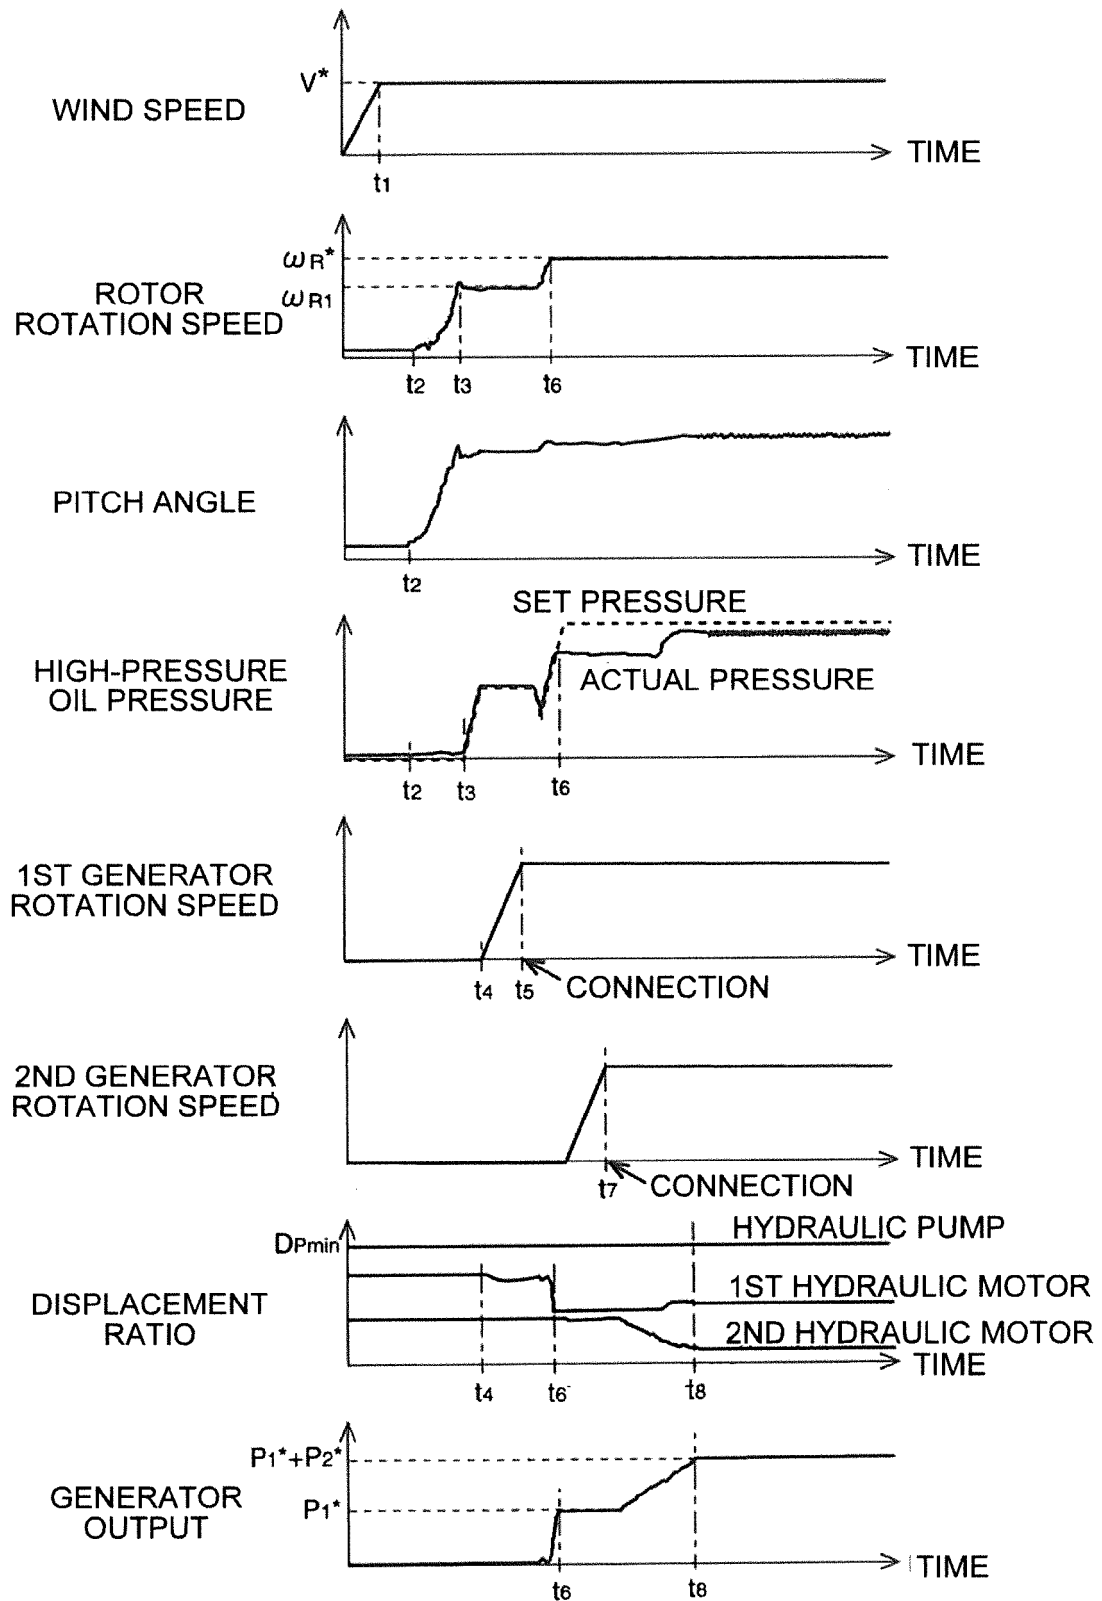 V*
WIND SPEED
TIME
t1
ωR*
ωR1
ROTOR
ROTATION SPEED
TIME
t2 t3 t6
PITCH ANGLE
TIME
t2
SET PRESSURE
HIGH-PRESSURE
OIL PRESSURE
ACTUAL PRESSURE
TIME
t2 t3 t6
1ST GENERATOR
ROTATION SPEED
TIME
t4 t5 CONNECTION
2ND GENERATOR
ROTATION SPEED
TIME
t7 CONNECTION
DPmin
HYDRAULIC PUMP
DISPLACEMENT
RATIO
1ST HYDRAULIC MOTOR
2ND HYDRAULIC MOTOR
TIME
t4 t6 t8
P1*+P2*
P1*
GENERATOR
OUTPUT
TIME
t6 t8